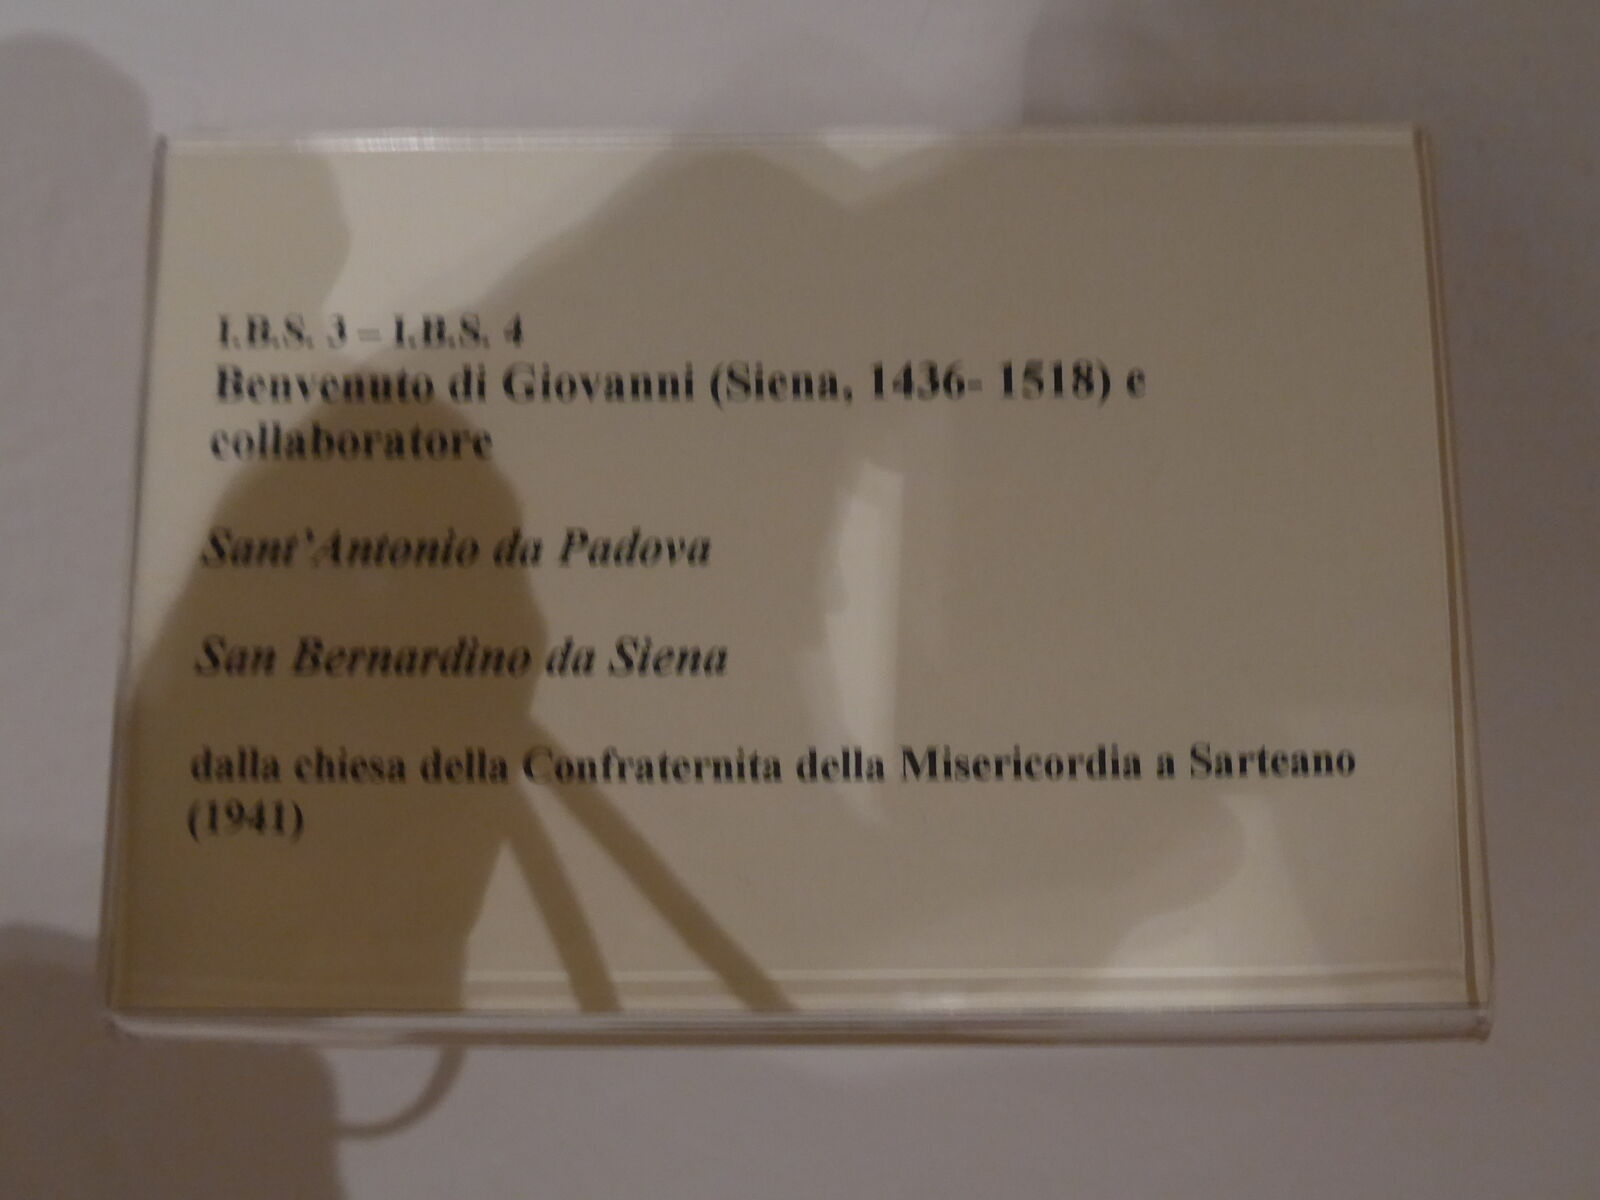 I.B.S. 3 – I.B.S. 4
Benvenuto di Giovanni (Siena, 1436- 1518) e
collaboratore
Sant'Antonio da Padova
San Bernardino da Siena
dalla chiesa della Confraternita della Misericordia a Sarteano
(1941)